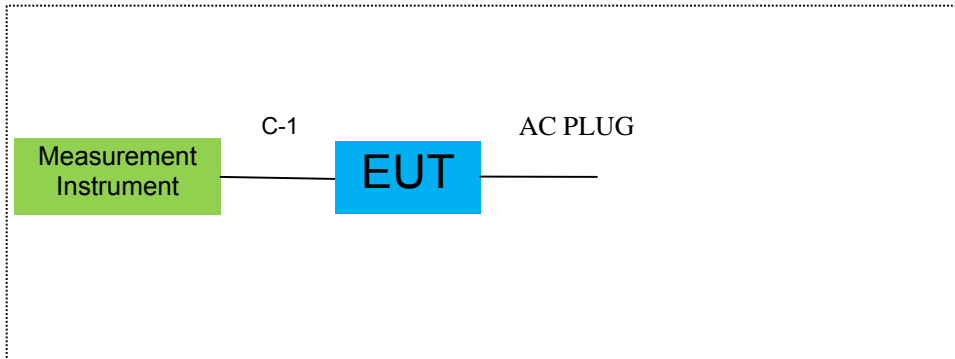 C-1
AC PLUG
Measurement
Instrument
EUT